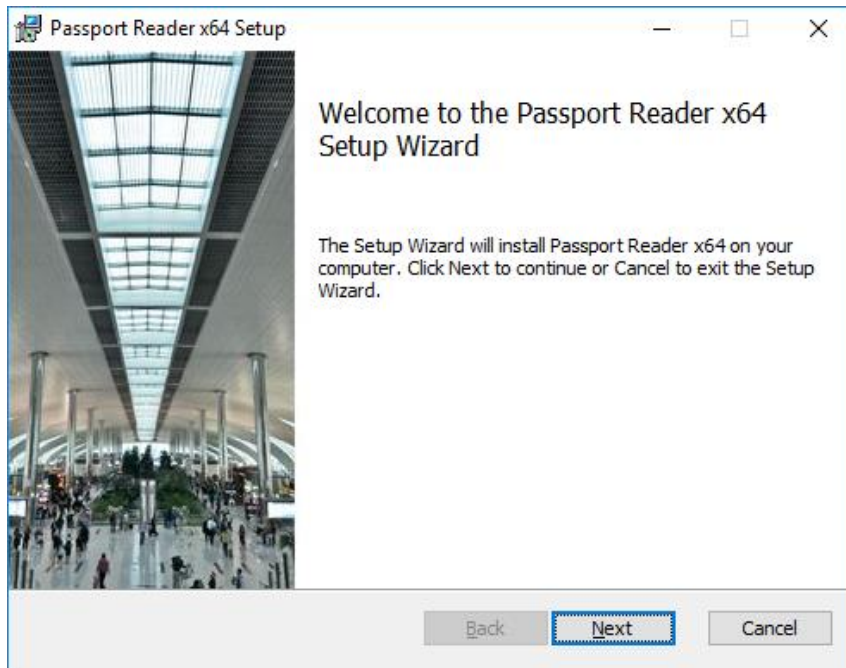 Passport Reader x64 Setup
Welcome to the Passport Reader x64
Setup Wizard
The Setup Wizard will install Passport Reader x64 on your
computer. Click Next to continue or Cancel to exit the Setup
Wizard.
Back
Next
Cancel